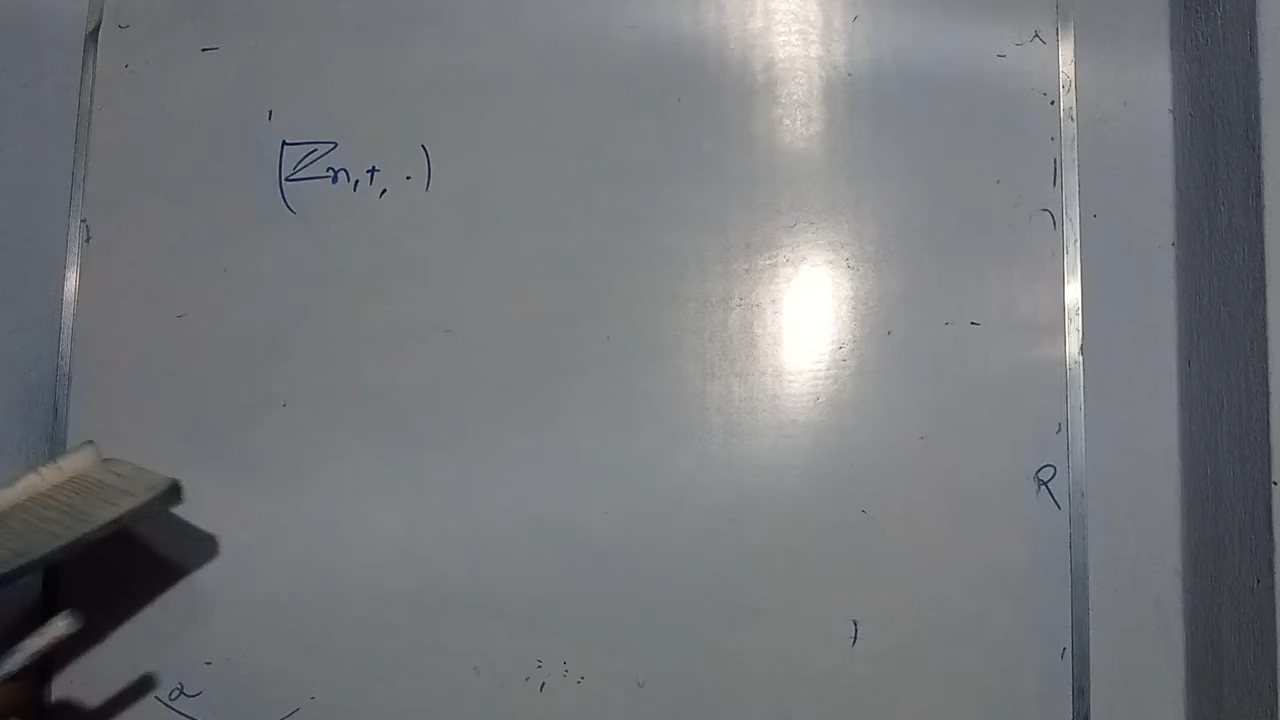 (ℤn, +, ·)
R
a